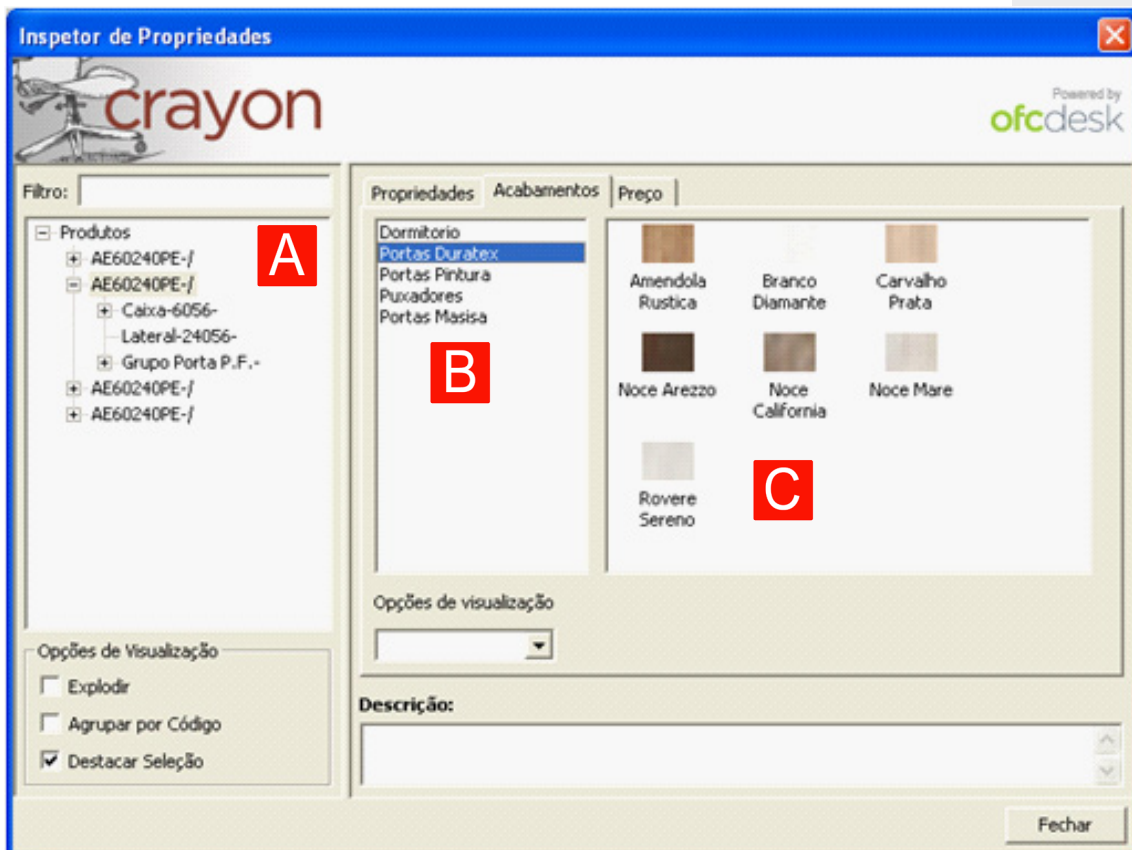 Inspetor de Propriedades
crayon
Powered by
ofcdesk
Filtro:
Produtos
AE60240PE-/
AE60240PE-/
Caixa-6056-
Lateral-24056-
Grupo Porta P.F.-
AE60240PE-/
AE60240PE-/
A
Opções de Visualização
Explodir
Agrupar por Código
Destacar Seleção
Propriedades Acabamentos Preço
Dormitorio
Portas Duratex
Portas Pintura
Puxadores
Portas Masisa
B
Amendola
Rustica
Branco
Diamante
Carvalho
Prata
Noce Arezzo
Noce
California
Noce Mare
Rovere
Sereno
C
Opções de visualização
Descrição:
Fechar